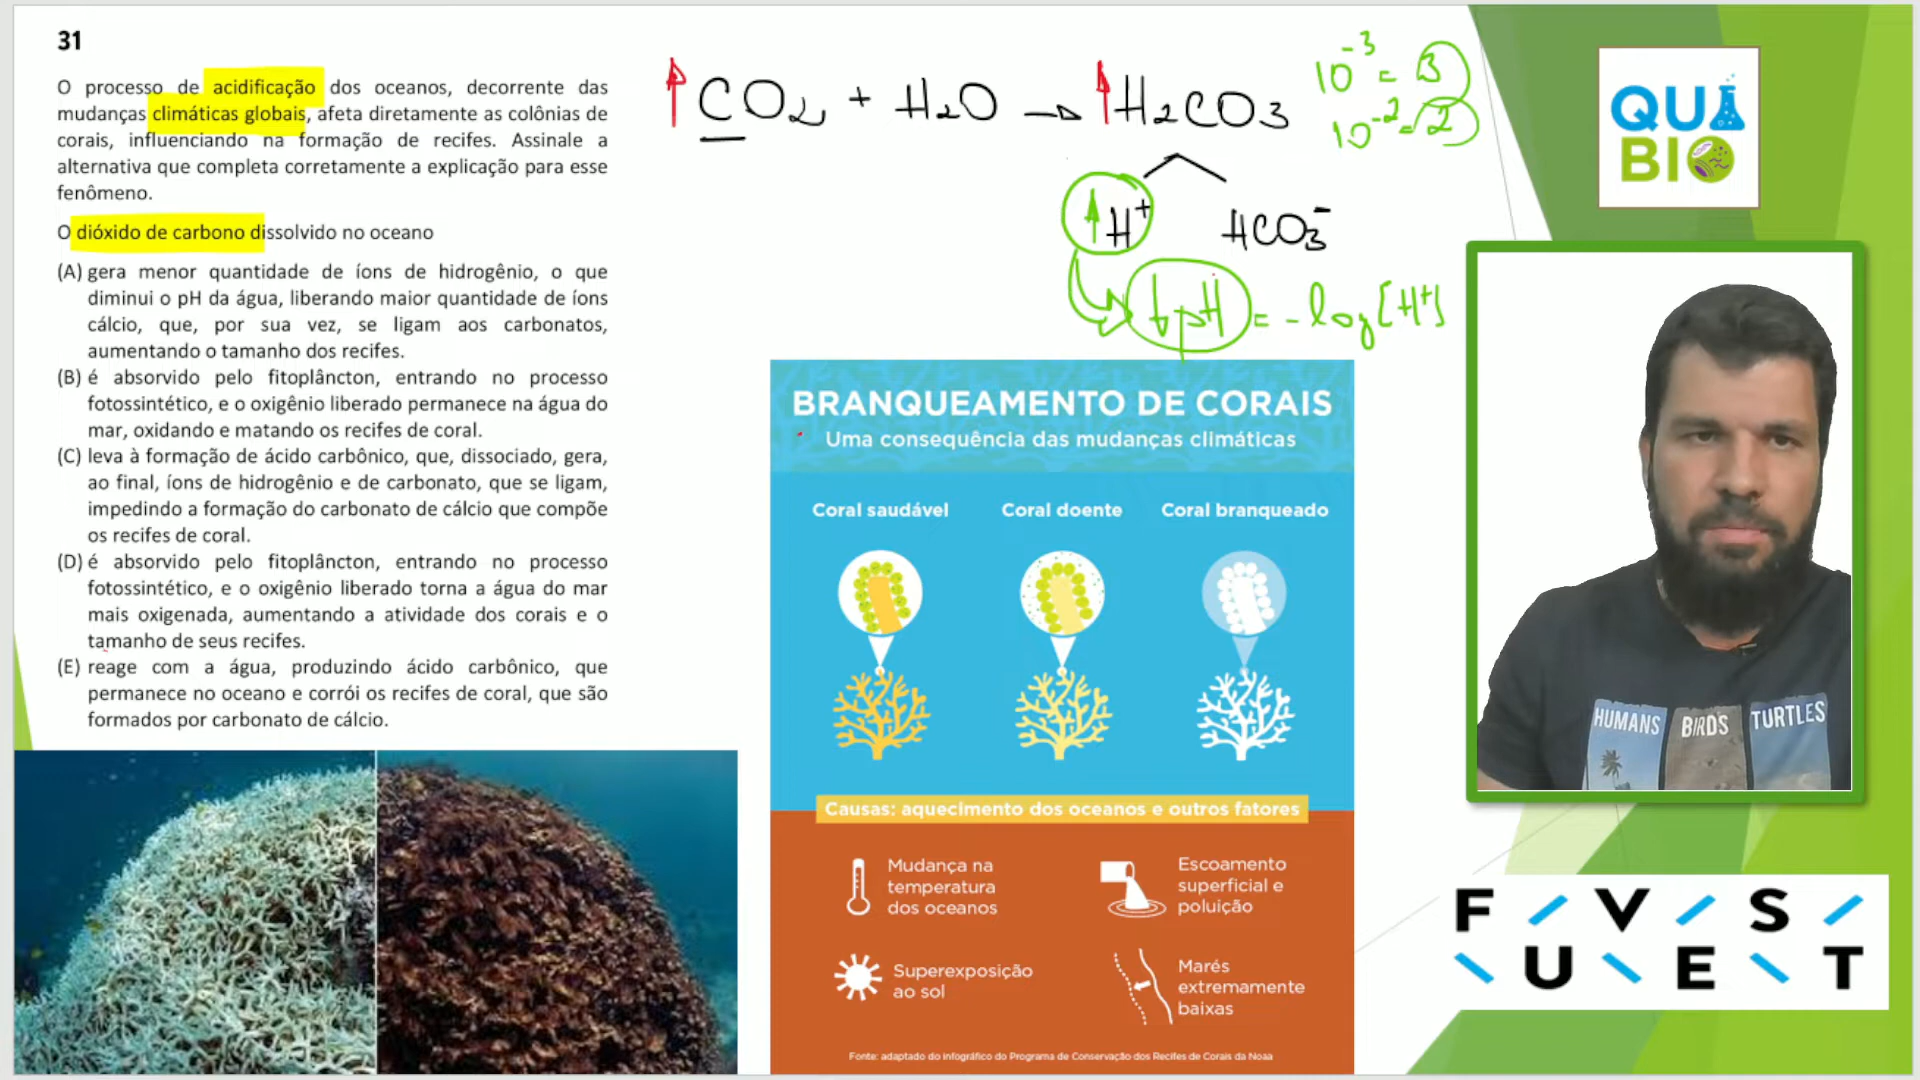 31
O processo de acidificação dos oceanos, decorrente das
mudanças climáticas globais, afeta diretamente as colônias de
corais, influenciando na formação de recifes. Assinale a
alternativa que completa corretamente a explicação para esse
fenômeno.
O dióxido de carbono dissolvido no oceano
(A) gera menor quantidade de íons de hidrogênio, o que
diminui o pH da água, liberando maior quantidade de íons
cálcio, que, por sua vez, se ligam aos carbonatos,
aumentando o tamanho dos recifes.
(B) é absorvido pelo fitoplâncton, entrando no processo
fotossintético, e o oxigênio liberado permanece na água do
mar, oxidando e matando os recifes de coral.
(C) leva à formação de ácido carbônico, que, dissociado, gera,
ao final, íons de hidrogênio e de carbonato, que se ligam,
impedindo a formação do carbonato de cálcio que compõe
os recifes de coral.
(D) é absorvido pelo fitoplâncton, entrando no processo
fotossintético, e o oxigênio liberado torna a água do mar
mais oxigenada, aumentando a atividade dos corais e o
tamanho de seus recifes.
(E) reage com a água, produzindo ácido carbônico, que
permanece no oceano e corrói os recifes de coral, que são
formados por carbonato de cálcio.
↑CO₂ + H₂O → ↑H₂CO₃
↑H⁺ HCO₃⁻
↓pH = -log[H⁺]
10⁻³ = 3
10⁻² = 2
BRANQUEAMENTO DE CORAIS
Uma consequência das mudanças climáticas
Coral saudável Coral doente Coral branqueado
Causas: aquecimento dos oceanos e outros fatores
Mudança na
temperatura
dos oceanos
Escoamento
superficial e
poluição
Superexposição
ao sol
Marés
extremamente
baixas
Fonte: adaptado do infográfico do Programa de Conservação dos Recifes de Corais da Noaa
QUI
BIO
HUMANS BIRDS TURTLES
F V S
U E T